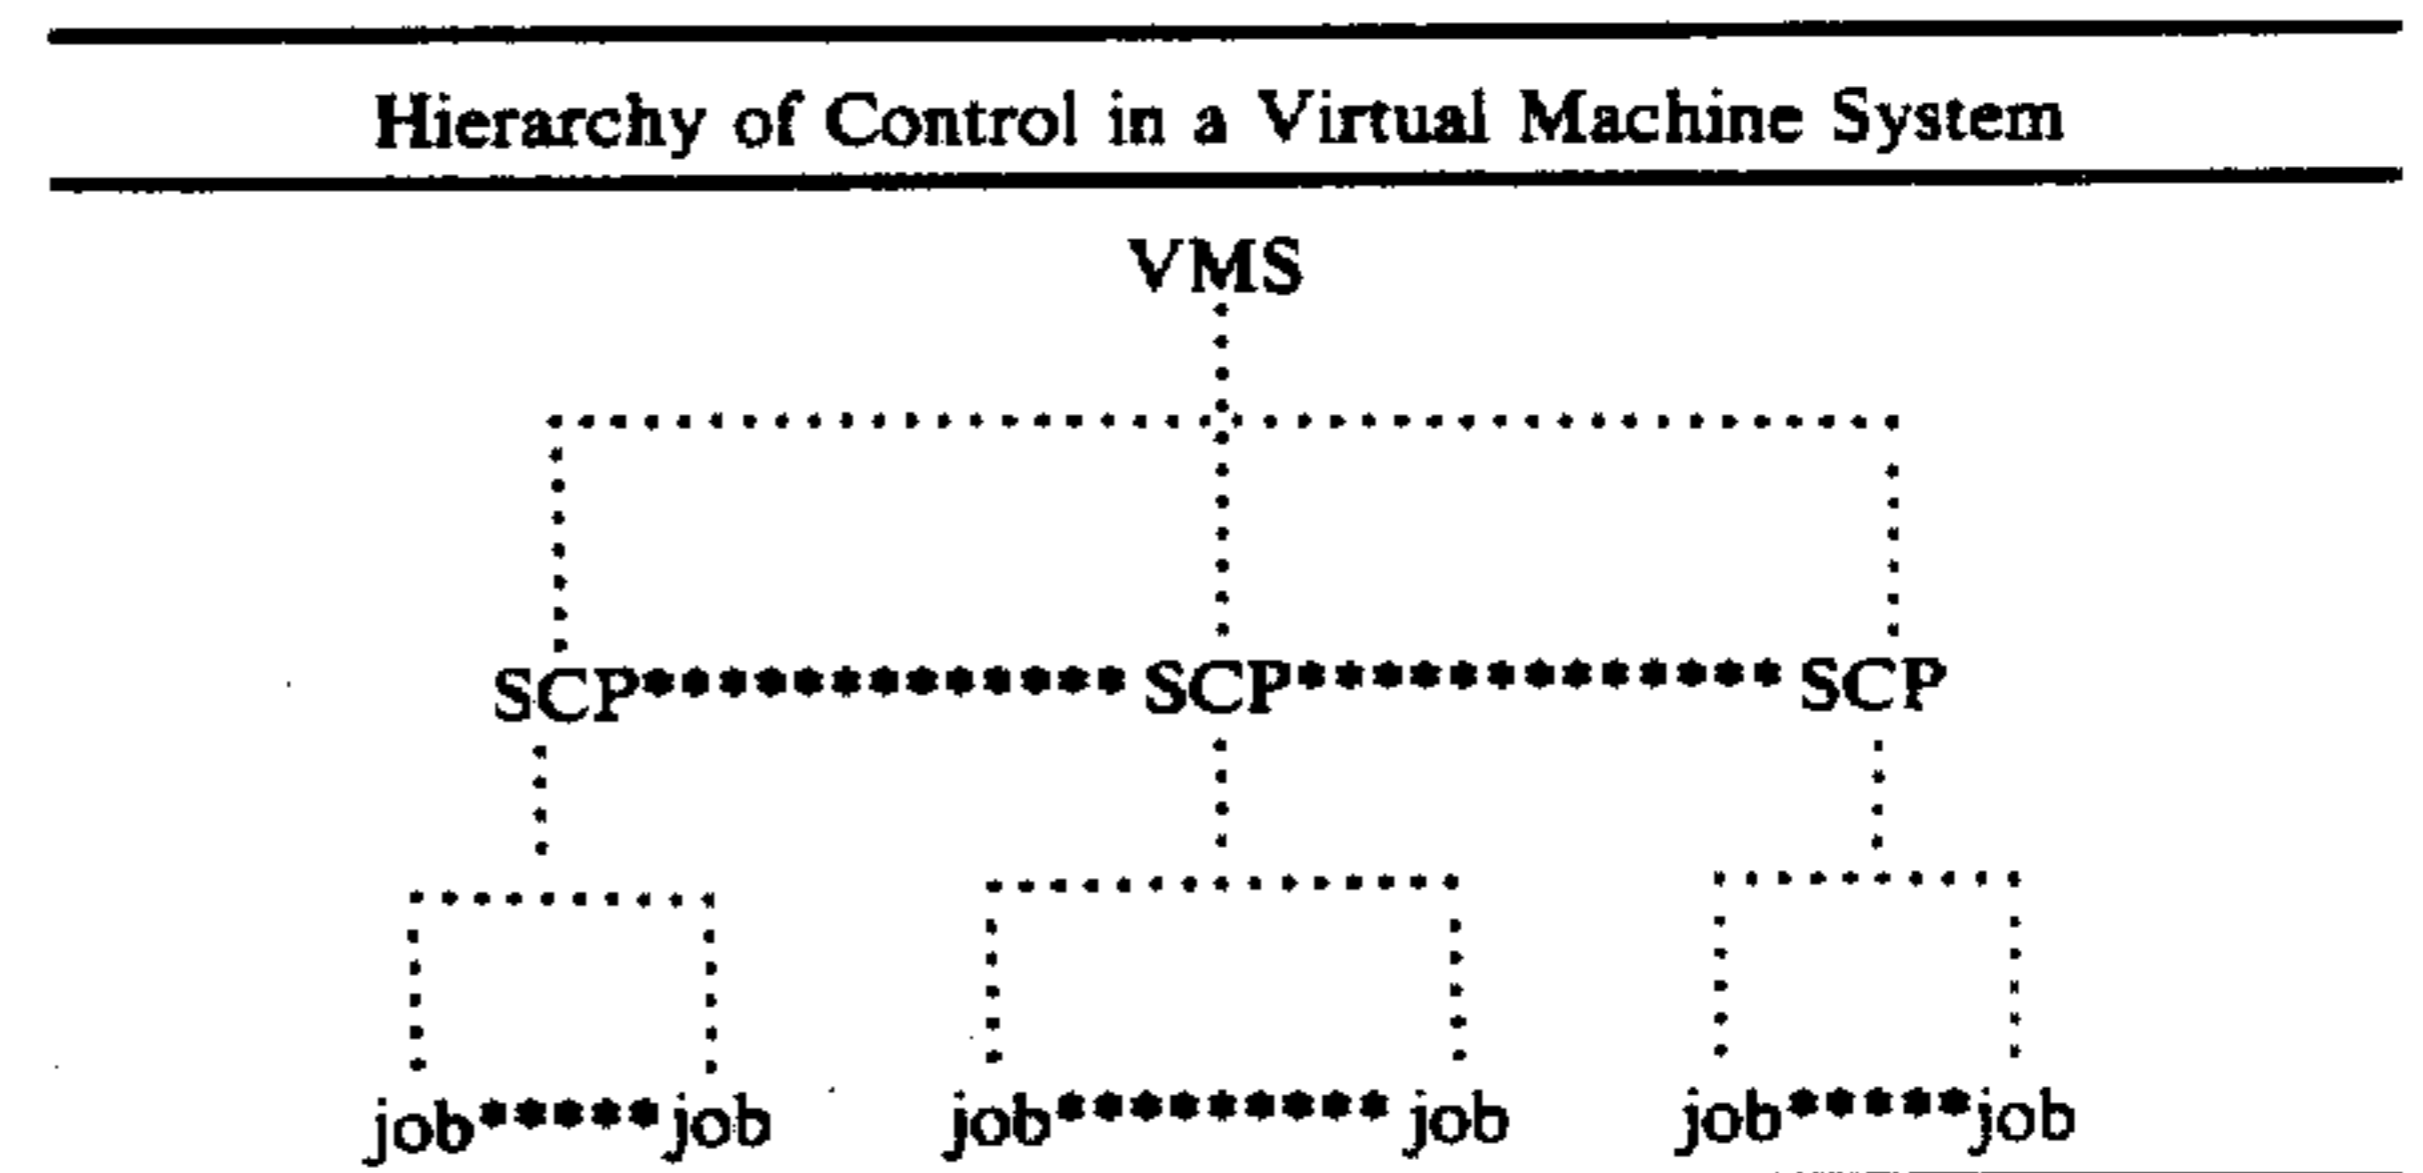 Hierarchy of Control in a Virtual Machine System
VMS
SCP************* SCP************* SCP
job*****job job********* job job*****job